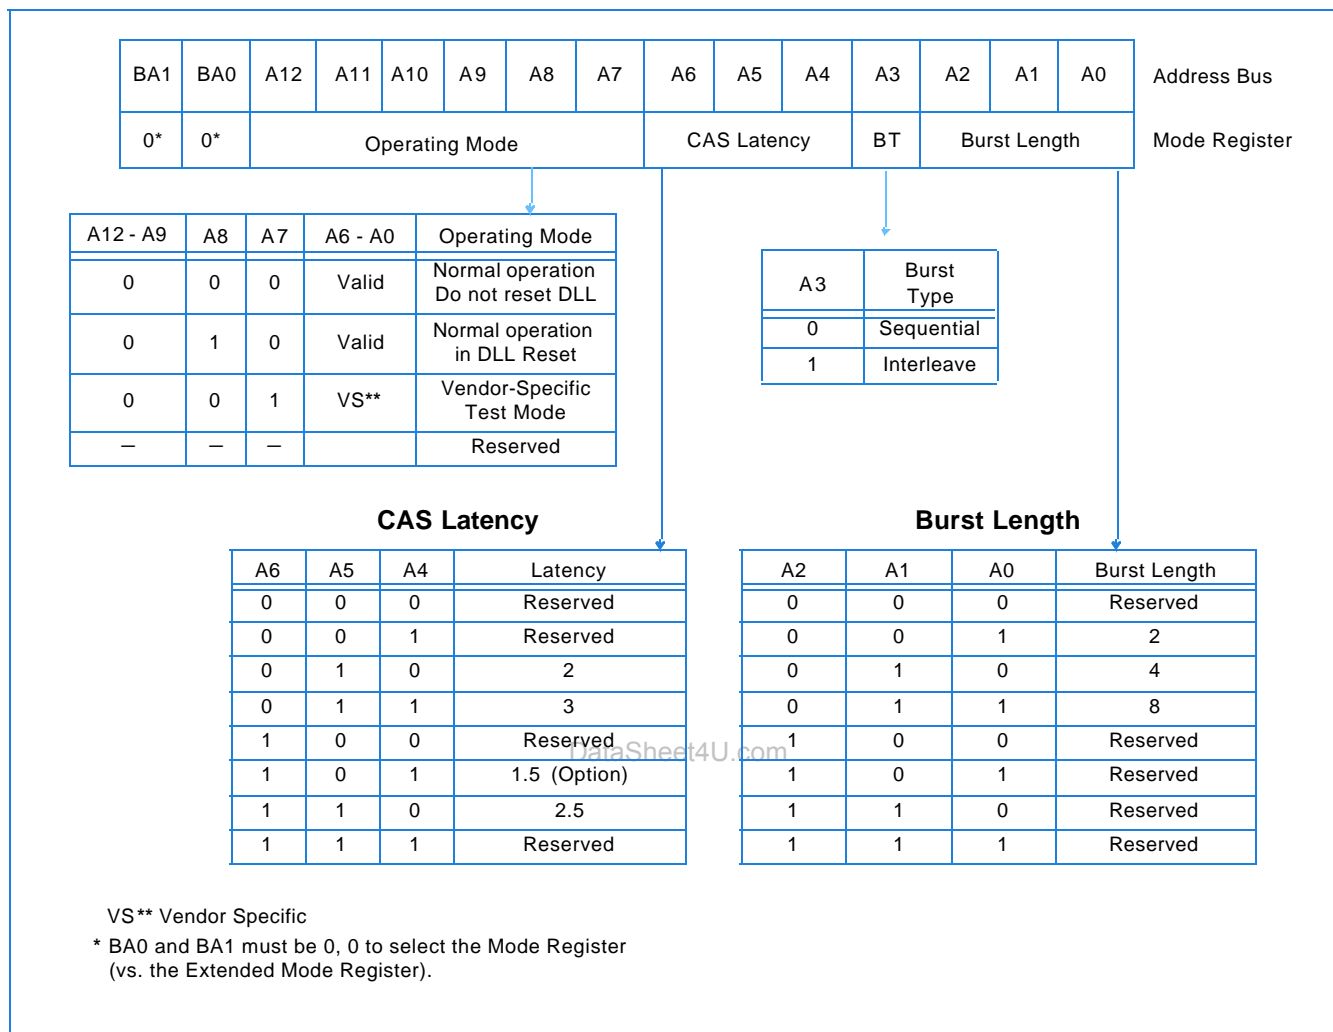 BA1 BA0 A12 A11 A10 A9 A8 A7 A6 A5 A4 A3 A2 A1 A0 Address Bus
0* 0* Operating Mode CAS Latency BT Burst Length Mode Register
A12 - A9 A8 A7 A6 - A0 Operating Mode
0 0 0 Valid Normal operation
Do not reset DLL
0 1 0 Valid Normal operation
in DLL Reset
0 0 1 VS** Vendor-Specific
Test Mode
— — — Reserved
A3 Burst
Type
0 Sequential
1 Interleave
CAS Latency
A6 A5 A4 Latency
0 0 0 Reserved
0 0 1 Reserved
0 1 0 2
0 1 1 3
1 0 0 Reserved
1 0 1 1.5 (Option)
1 1 0 2.5
1 1 1 Reserved
Burst Length
A2 A1 A0 Burst Length
0 0 0 Reserved
0 0 1 2
0 1 0 4
0 1 1 8
1 0 0 Reserved
1 0 1 Reserved
1 1 0 Reserved
1 1 1 Reserved
DataSheet4U.com
VS** Vendor Specific
* BA0 and BA1 must be 0, 0 to select the Mode Register
(vs. the Extended Mode Register).